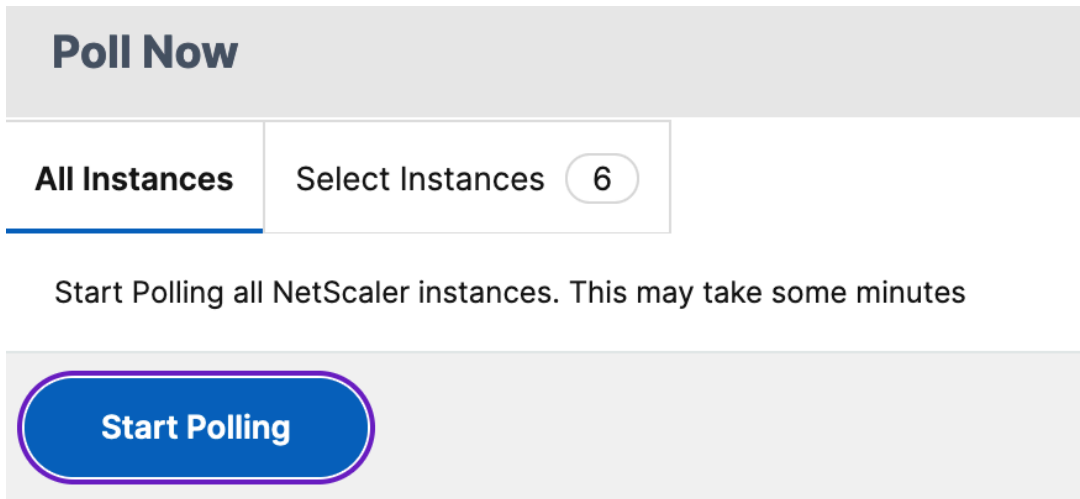 Poll Now
All Instances
Select Instances 6
Start Polling all NetScaler instances. This may take some minutes
Start Polling